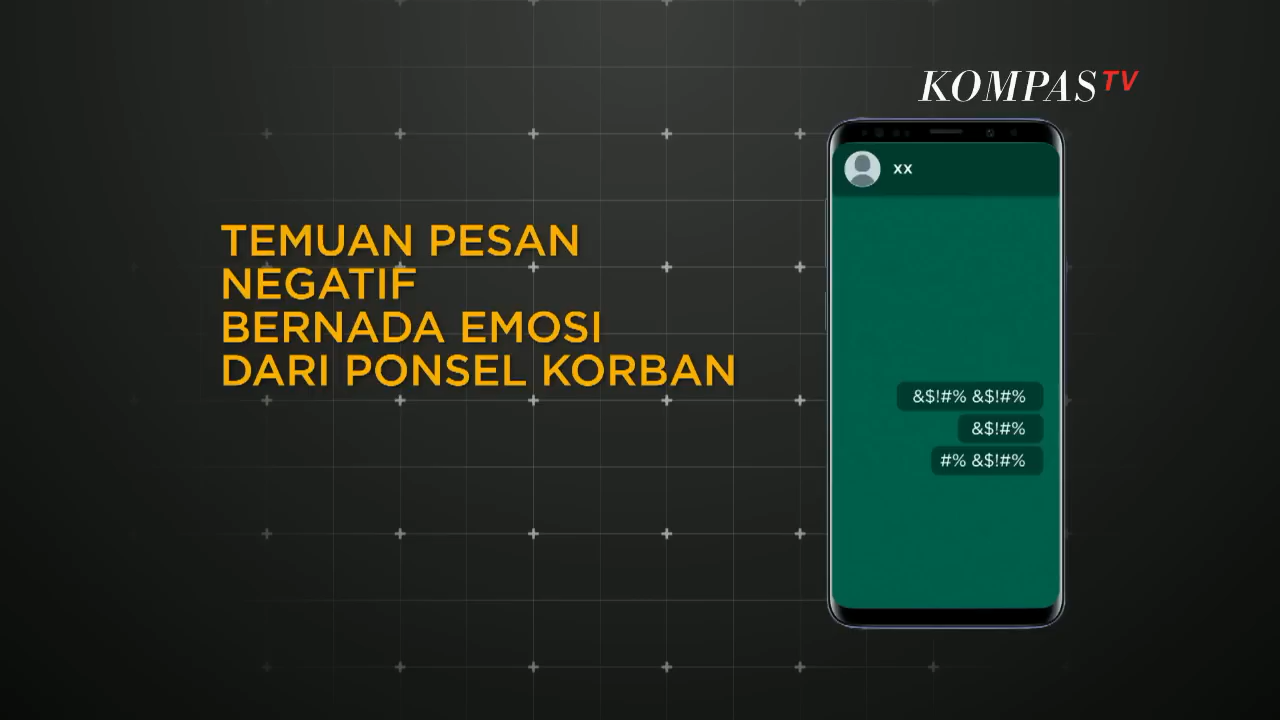 KOMPAS TV
TEMUAN PESAN
NEGATIF
BERNADA EMOSI
DARI PONSEL KORBAN
xx
&$!#% &$!#%
&$!#%
#% &$!#%